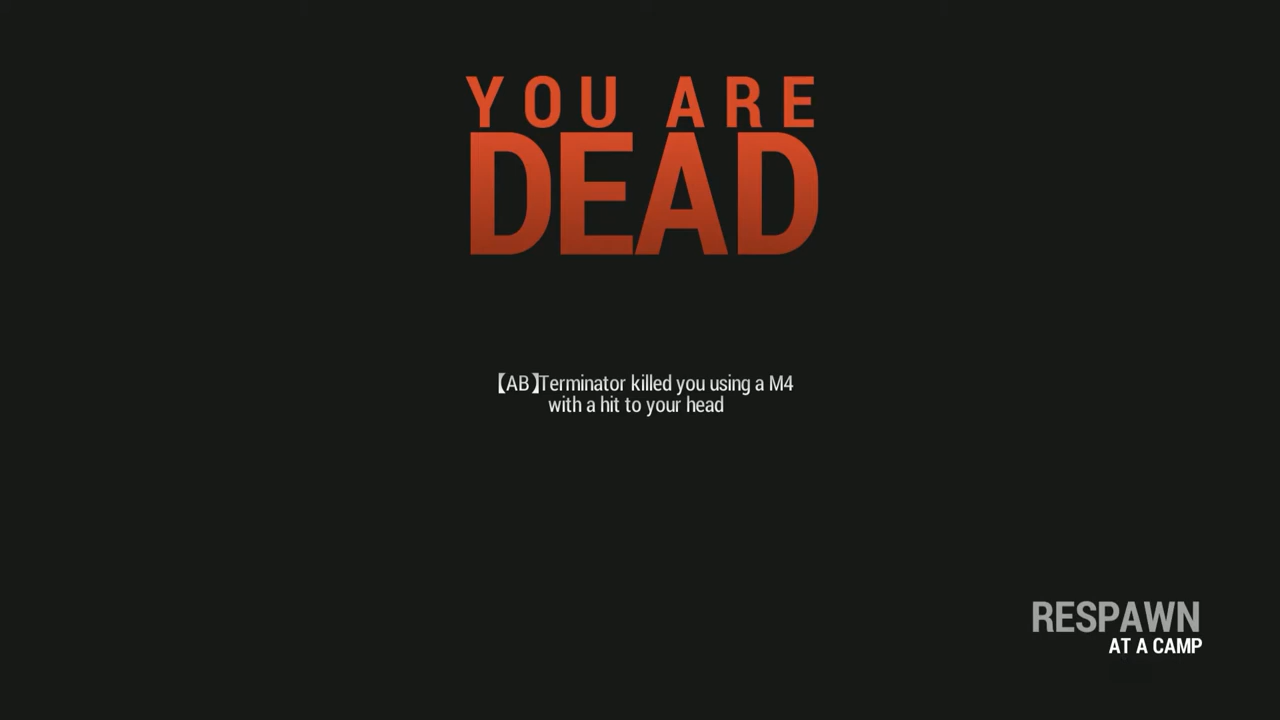 YOU ARE
DEAD
【AB】Terminator killed you using a M4
with a hit to your head
RESPAWN
AT A CAMP